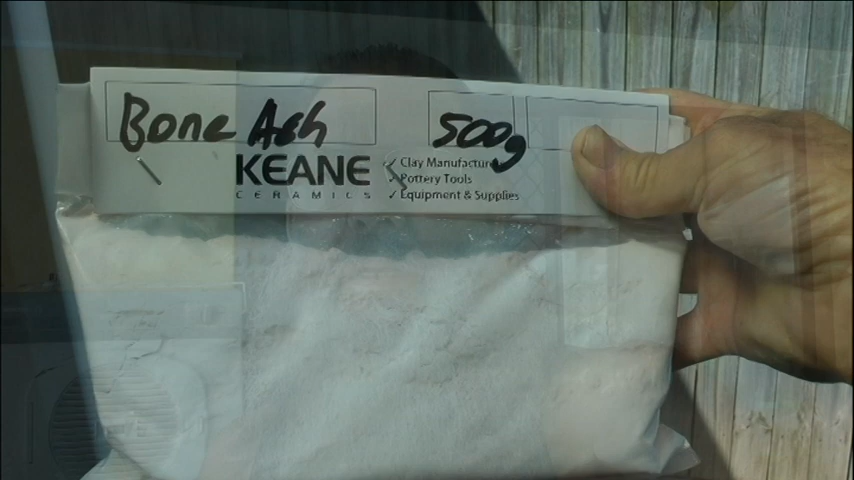 Bone Ash 500g
KEANE
CERAMICS
✓ Clay Manufacture
✓ Pottery Tools
✓ Equipment & Supplies